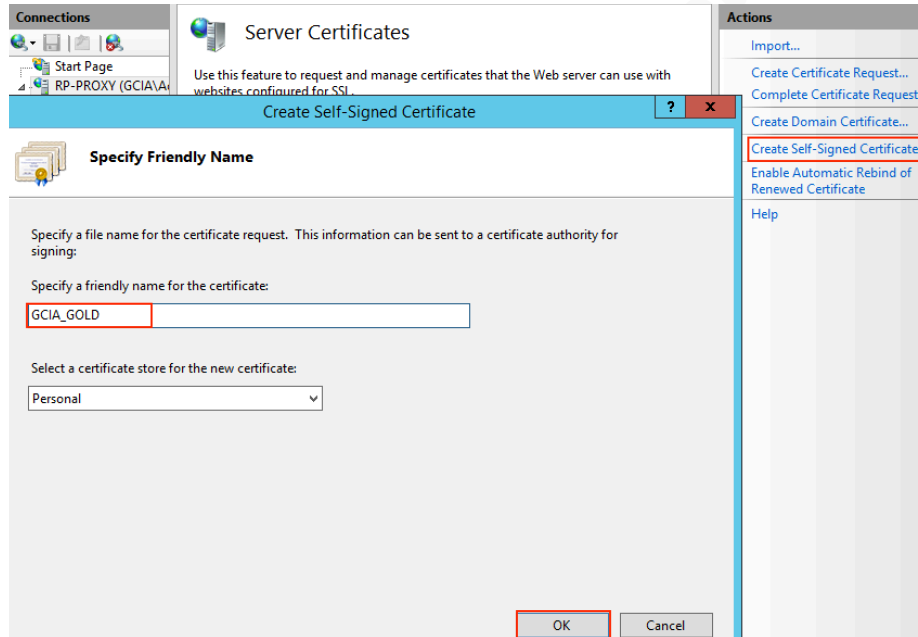 Connections
Start Page
RP-PROXY (GCIA\A
Server Certificates
Use this feature to request and manage certificates that the Web server can use with
websites configured for SSL.
Actions
Import...
Create Certificate Request...
Complete Certificate Request
Create Domain Certificate...
Create Self-Signed Certificate
Enable Automatic Rebind of
Renewed Certificate
Help
Create Self-Signed Certificate
?
x
Specify Friendly Name
Specify a file name for the certificate request. This information can be sent to a certificate authority for
signing:
Specify a friendly name for the certificate:
GCIA_GOLD
Select a certificate store for the new certificate:
Personal
OK
Cancel